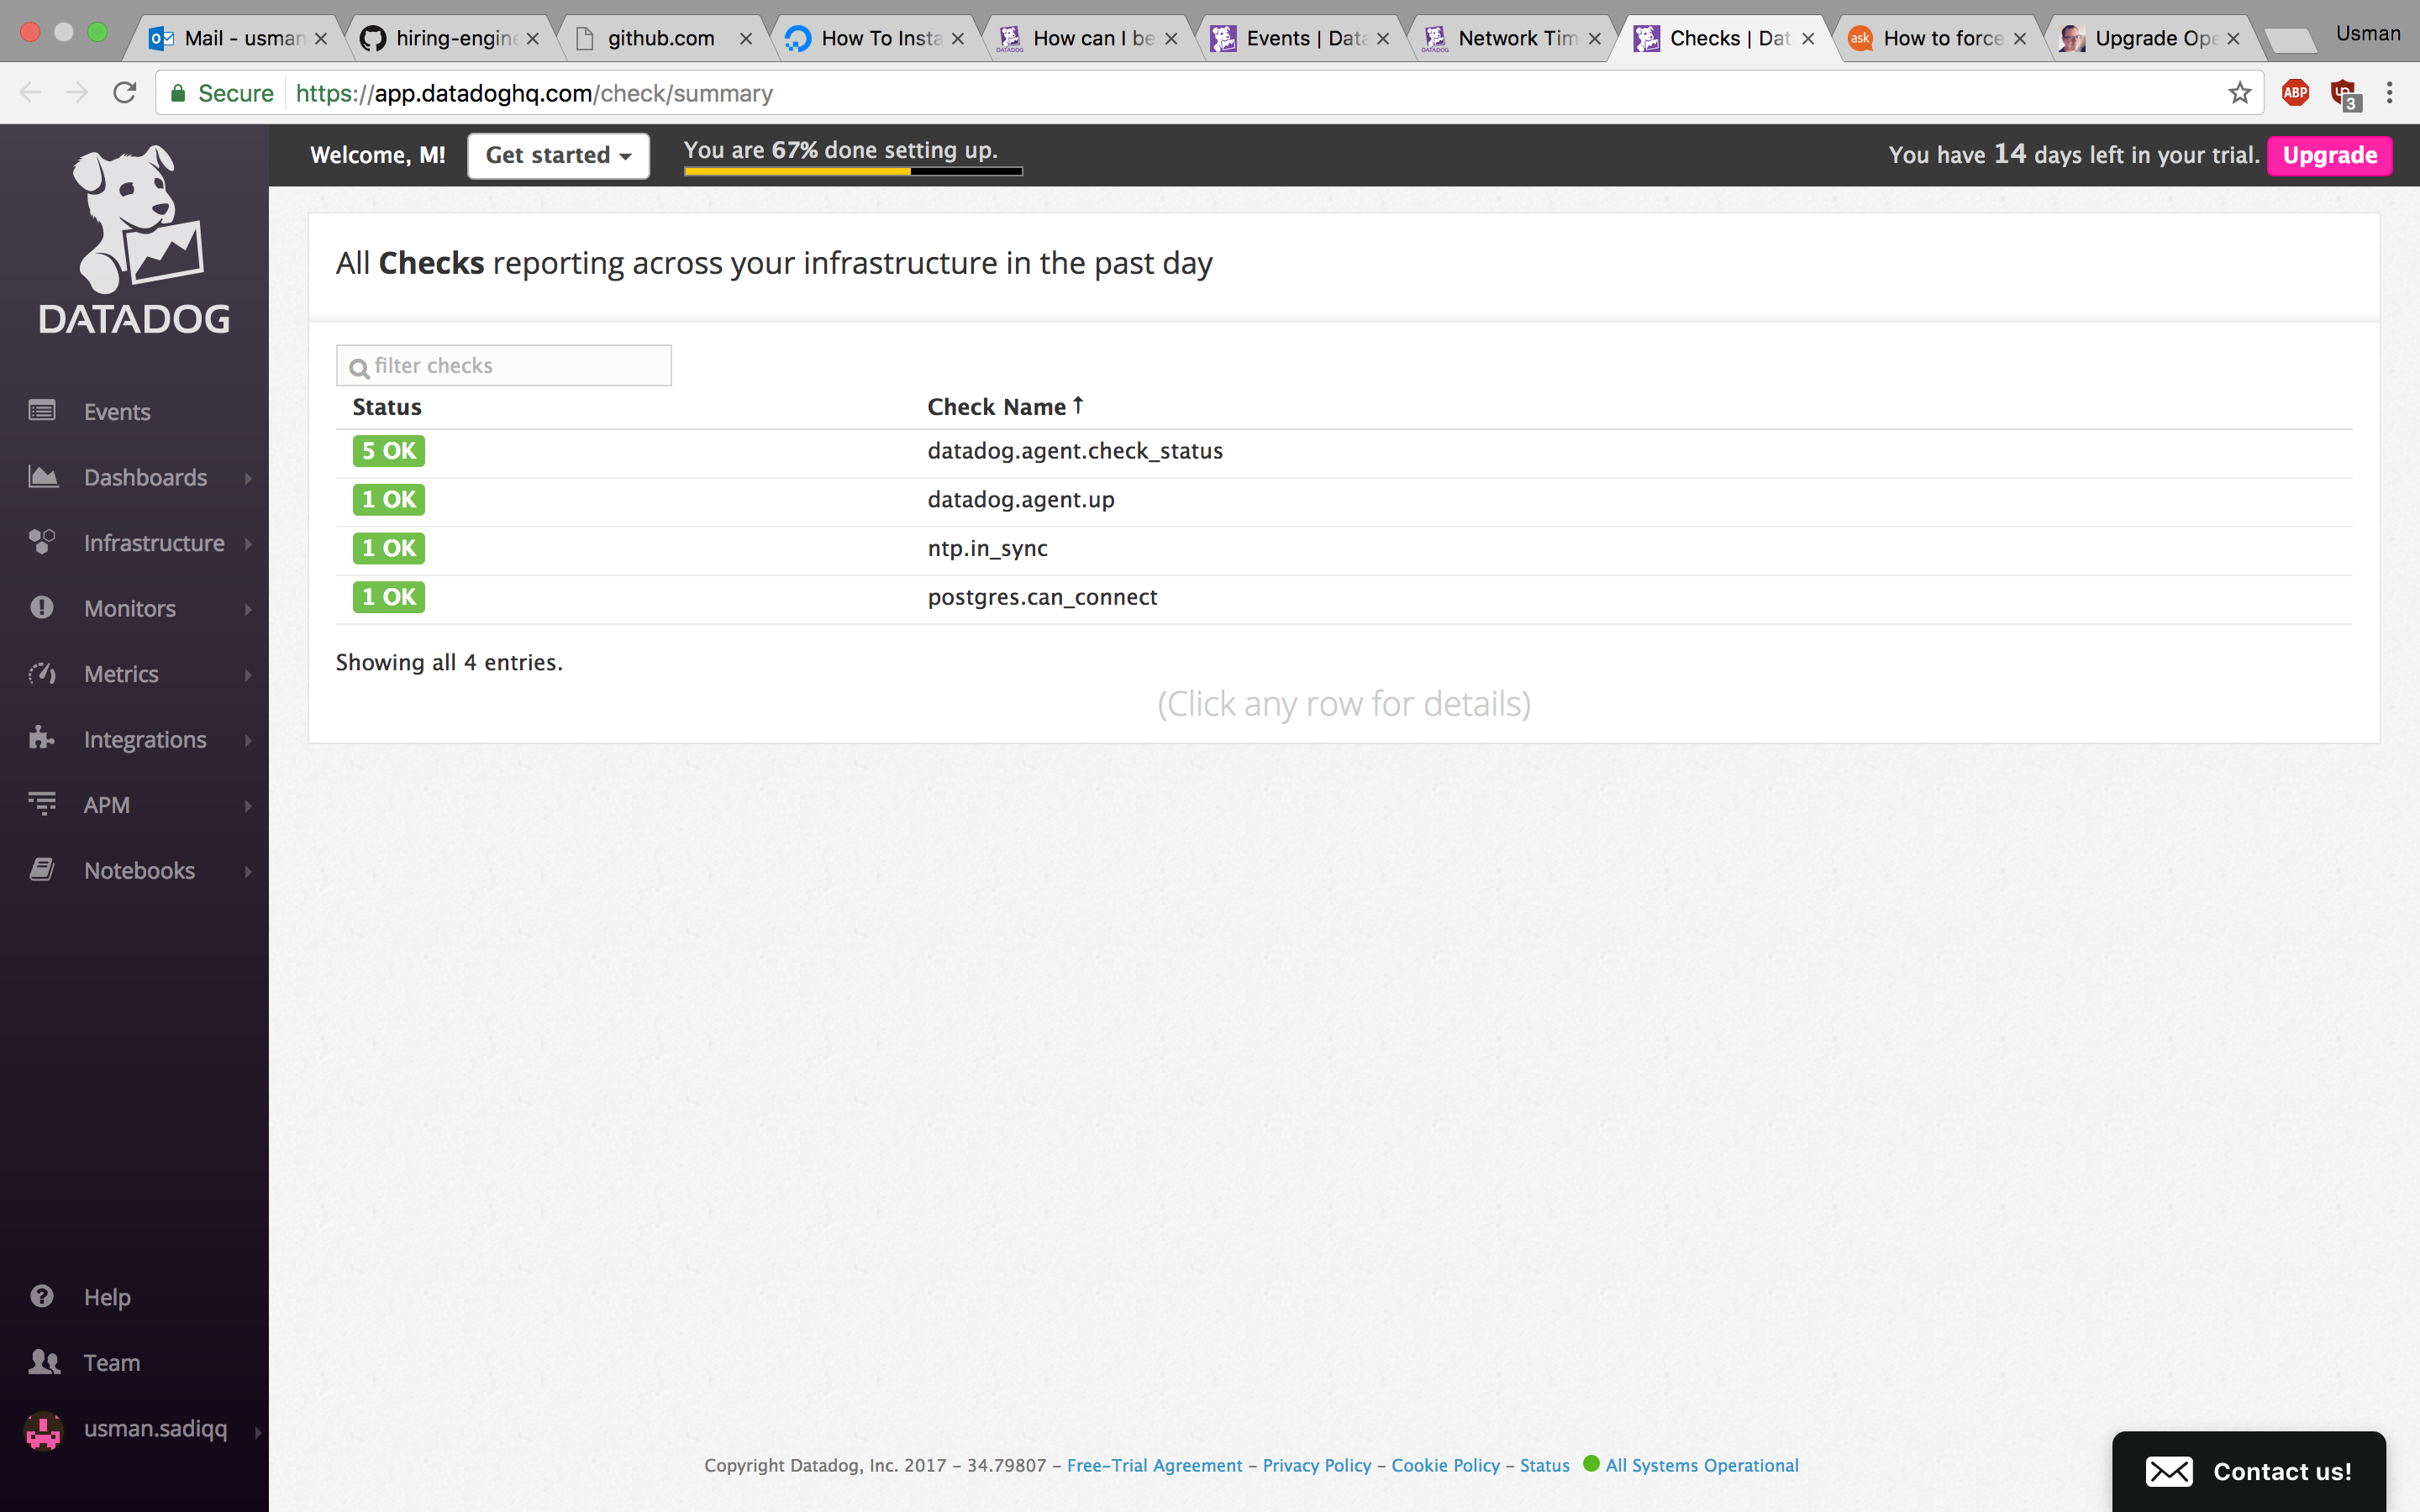 Mail - usman
hiring-engin
github.com
How To Insta
How can I be
Events | Data
Network Tim
Checks | Dat
How to force
Upgrade Ope
Usman
Secure https://app.datadoghq.com/check/summary
ABP
3
DATADOG
Welcome, M!
Get started
You are 67% done setting up.
You have 14 days left in your trial.
Upgrade
Events
Dashboards
Infrastructure
Monitors
Metrics
Integrations
APM
Notebooks
Help
Team
usman.sadiqq
All Checks reporting across your infrastructure in the past day
filter checks
Status Check Name ↑
5 OK datadog.agent.check_status
1 OK datadog.agent.up
1 OK ntp.in_sync
1 OK postgres.can_connect
Showing all 4 entries.
(Click any row for details)
Copyright Datadog, Inc. 2017 - 34.79807 - Free-Trial Agreement - Privacy Policy - Cookie Policy - Status All Systems Operational
Contact us!